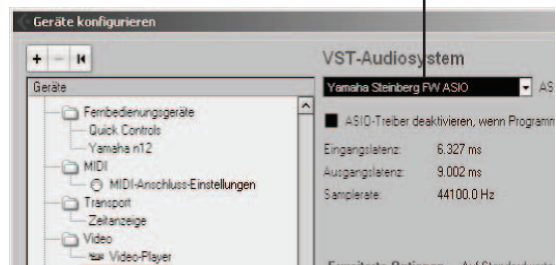 Geräte konfigurieren
+ -
VST-Audiosystem
Geräte
Yamaha Steinberg FW ASIO
AS
ASIO-Treiber deaktivieren, wenn Programm
Fernbedienungsgeräte
Quick Controls
Yamaha n12
MIDI
MIDI-Anschluss-Einstellungen
Transport
Zeitanzeige
Video
Video-Player
Eingangslatenz: 6.327 ms
Ausgangslatenz: 9.002 ms
Samplerate: 44100.0 Hz